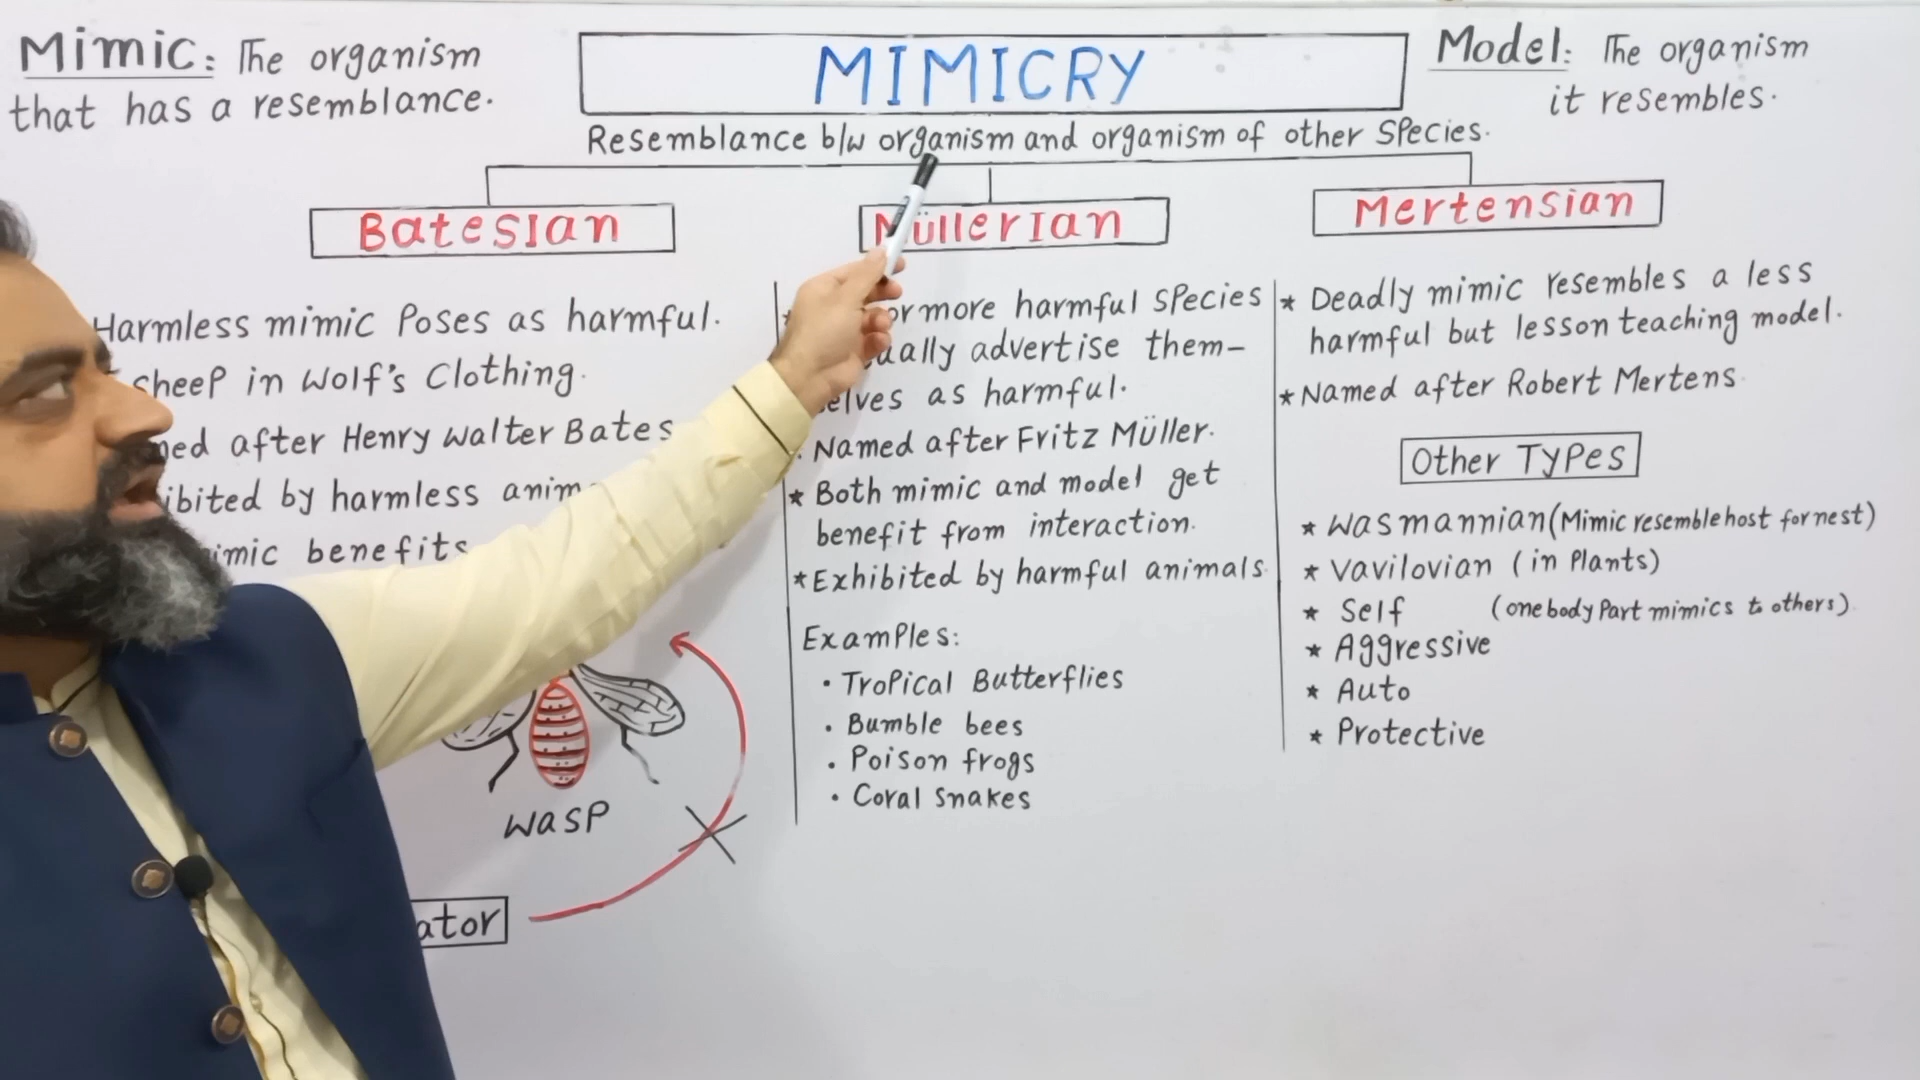 Mimic: The organism
that has a resemblance.
MIMICRY
Resemblance b/w organism and organism of other Species.
Model: The organism
it resembles.
Batesian
Harmless mimic Poses as harmful.
sheep in Wolf's Clothing.
after Henry Walter Bates
by harmless
benefits
WASP
Müllerian
more harmful Species
advertise them-
as harmful.
Named after Fritz Müller.
* Both mimic and model get
benefit from interaction.
* Exhibited by harmful animals.
Examples:
• Tropical Butterflies
• Bumble bees
• Poison frogs
• Coral Snakes
Mertensian
* Deadly mimic resembles a less
harmful but lesson teaching model.
* Named after Robert Mertens
Other Types
* Wasmannian (Mimic resemble host for nest)
* Vavilovian (in Plants)
* Self (one body Part mimics to others)
* Aggressive
* Auto
* Protective